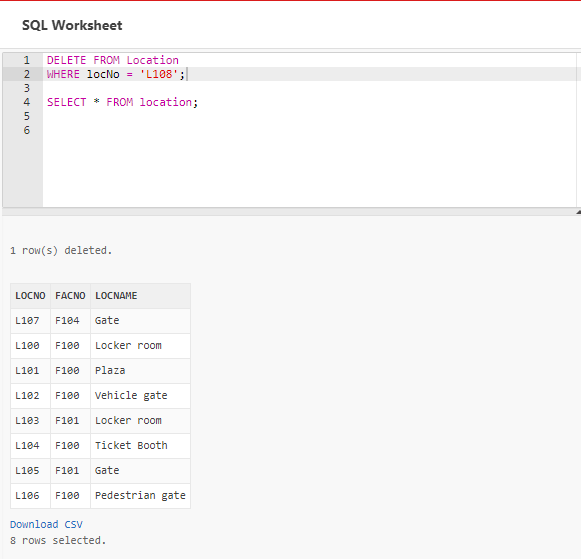 SQL Worksheet
1 DELETE FROM Location
2 WHERE locNo = 'L108';
3
4 SELECT * FROM location;
5
6
1 row(s) deleted.
LOCNO FACNO LOCNAME
L107 F104 Gate
L100 F100 Locker room
L101 F100 Plaza
L102 F100 Vehicle gate
L103 F101 Locker room
L104 F100 Ticket Booth
L105 F101 Gate
L106 F100 Pedestrian gate
Download CSV
8 rows selected.